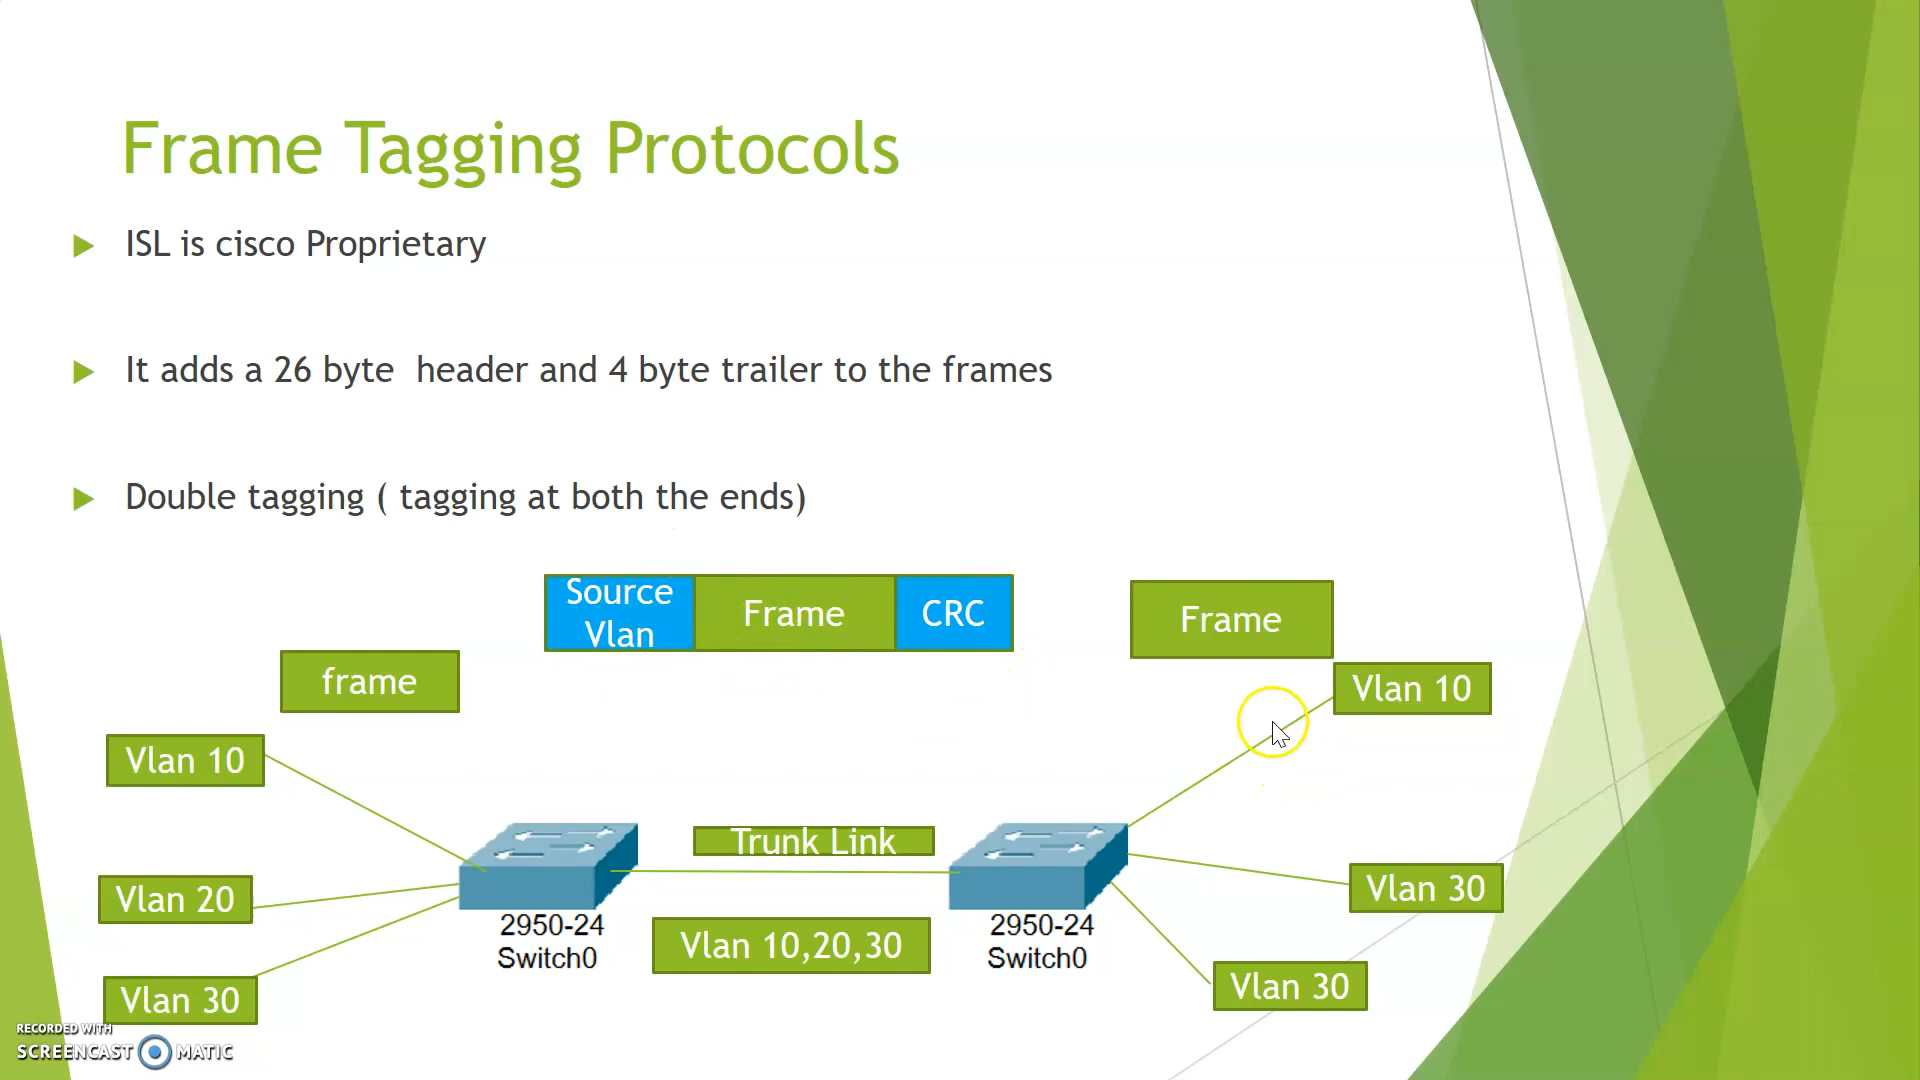 Frame Tagging Protocols
ISL is cisco Proprietary
It adds a 26 byte header and 4 byte trailer to the frames
Double tagging ( tagging at both the ends)
Source
Vlan
Frame
CRC
Frame
frame
Vlan 10
Vlan 10
Trunk Link
Vlan 20
Vlan 30
2950-24
Switch0
Vlan 10,20,30
2950-24
Switch0
Vlan 30
Vlan 30
RECORDED WITH
SCREENCAST MATIC